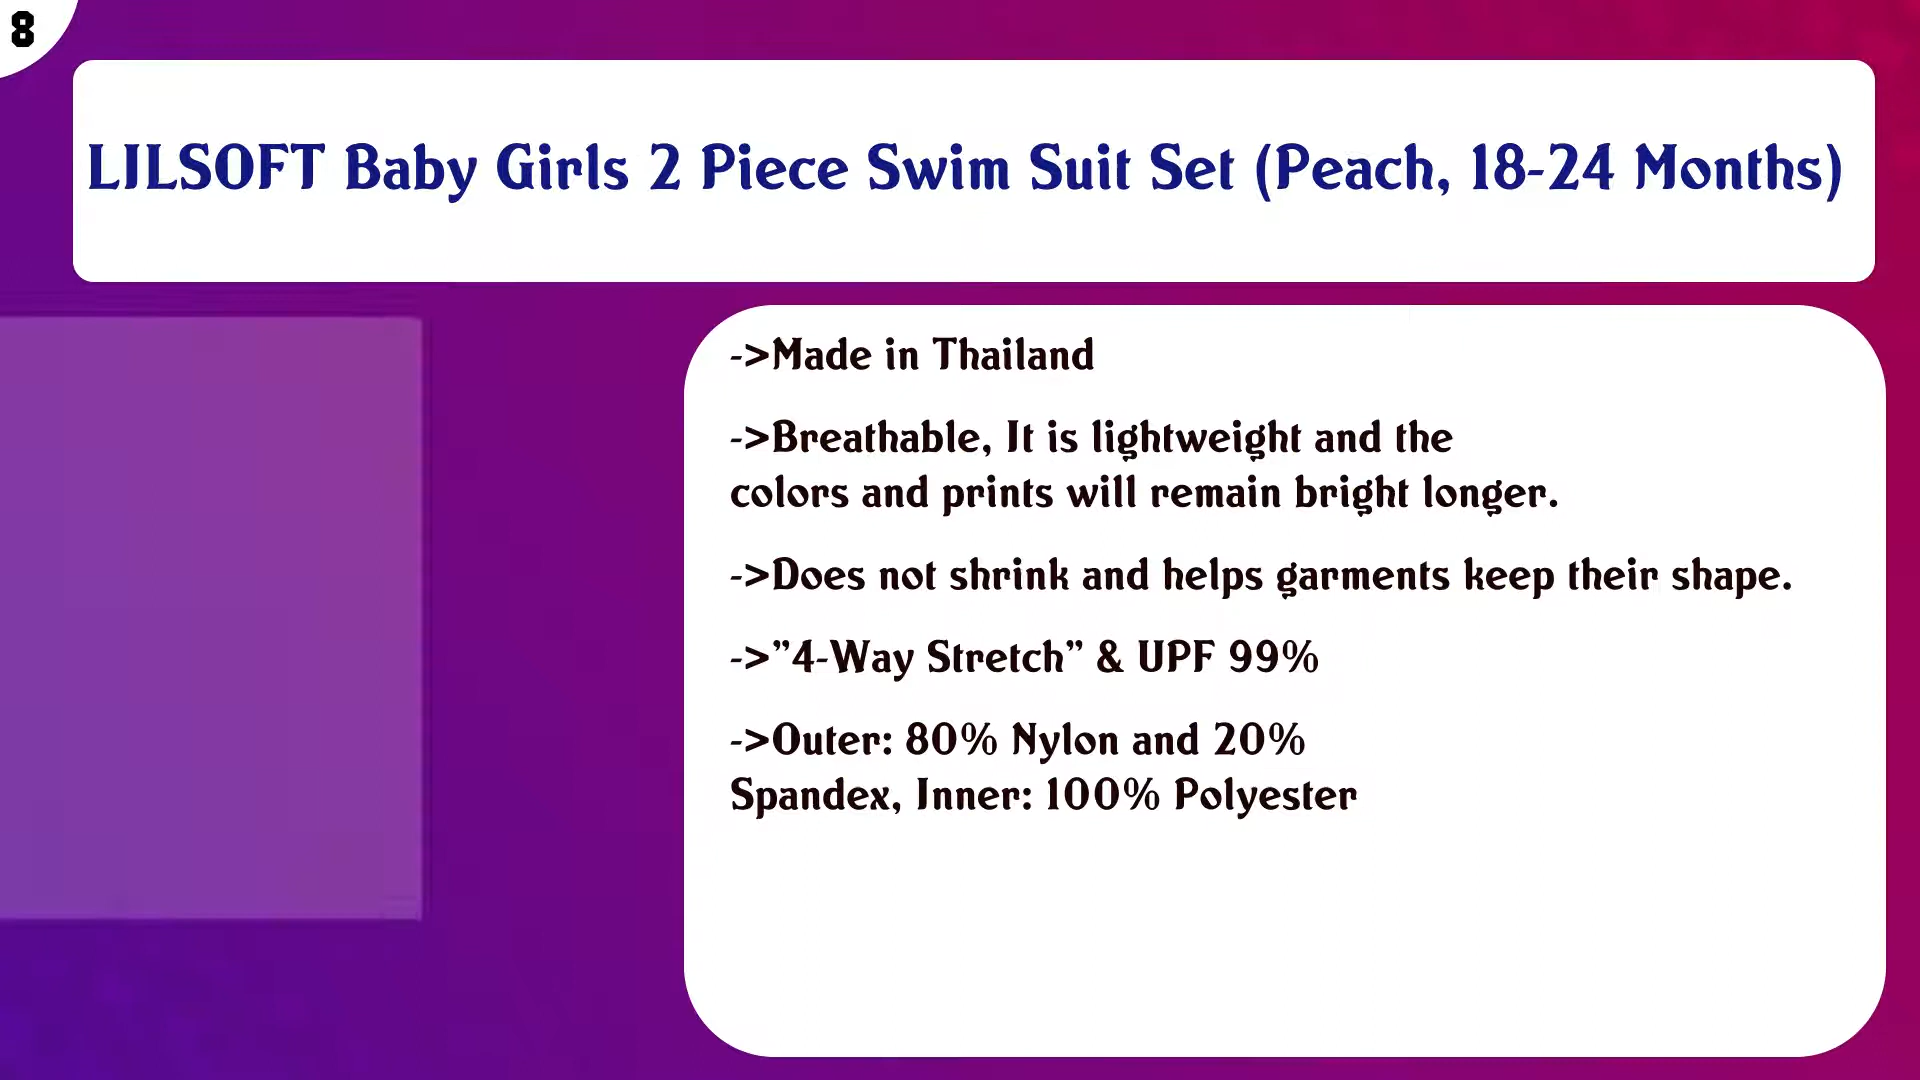 8
LILSOFT Baby Girls 2 Piece Swim Suit Set (Peach, 18-24 Months)
->Made in Thailand
->Breathable, It is lightweight and the
colors and prints will remain bright longer.
->Does not shrink and helps garments keep their shape.
->”4-Way Stretch” & UPF 99%
->Outer: 80% Nylon and 20%
Spandex, Inner: 100% Polyester